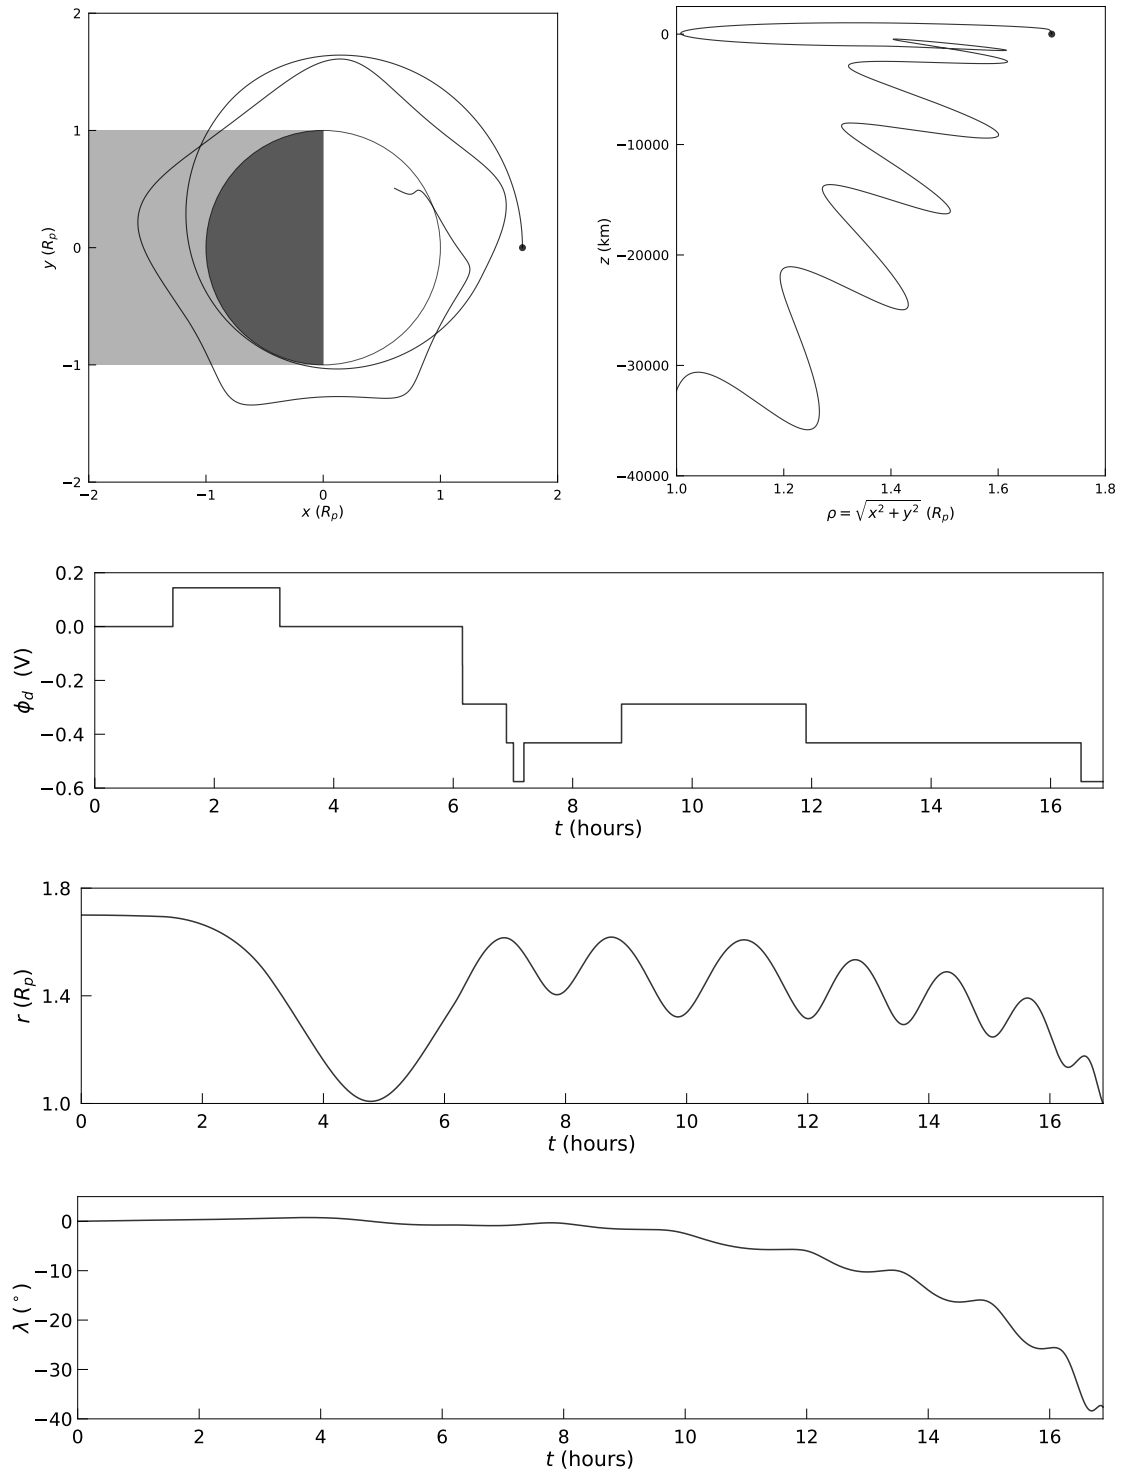 2
1
0
−1
−2
y (R_p)
−2
−1
0
1
2
x (R_p)
0
−10000
−20000
−30000
−40000
z (km)
1.0
1.2
1.4
1.6
1.8
ρ = √x² + y² (R_p)
0.2
0.0
−0.2
−0.4
−0.6
ϕ_d (V)
0 2 4 6 8 10 12 14 16
t (hours)
1.8
1.4
1.0
r (R_p)
0 2 4 6 8 10 12 14 16
t (hours)
0
−10
−20
−30
−40
λ (°)
0 2 4 6 8 10 12 14 16
t (hours)